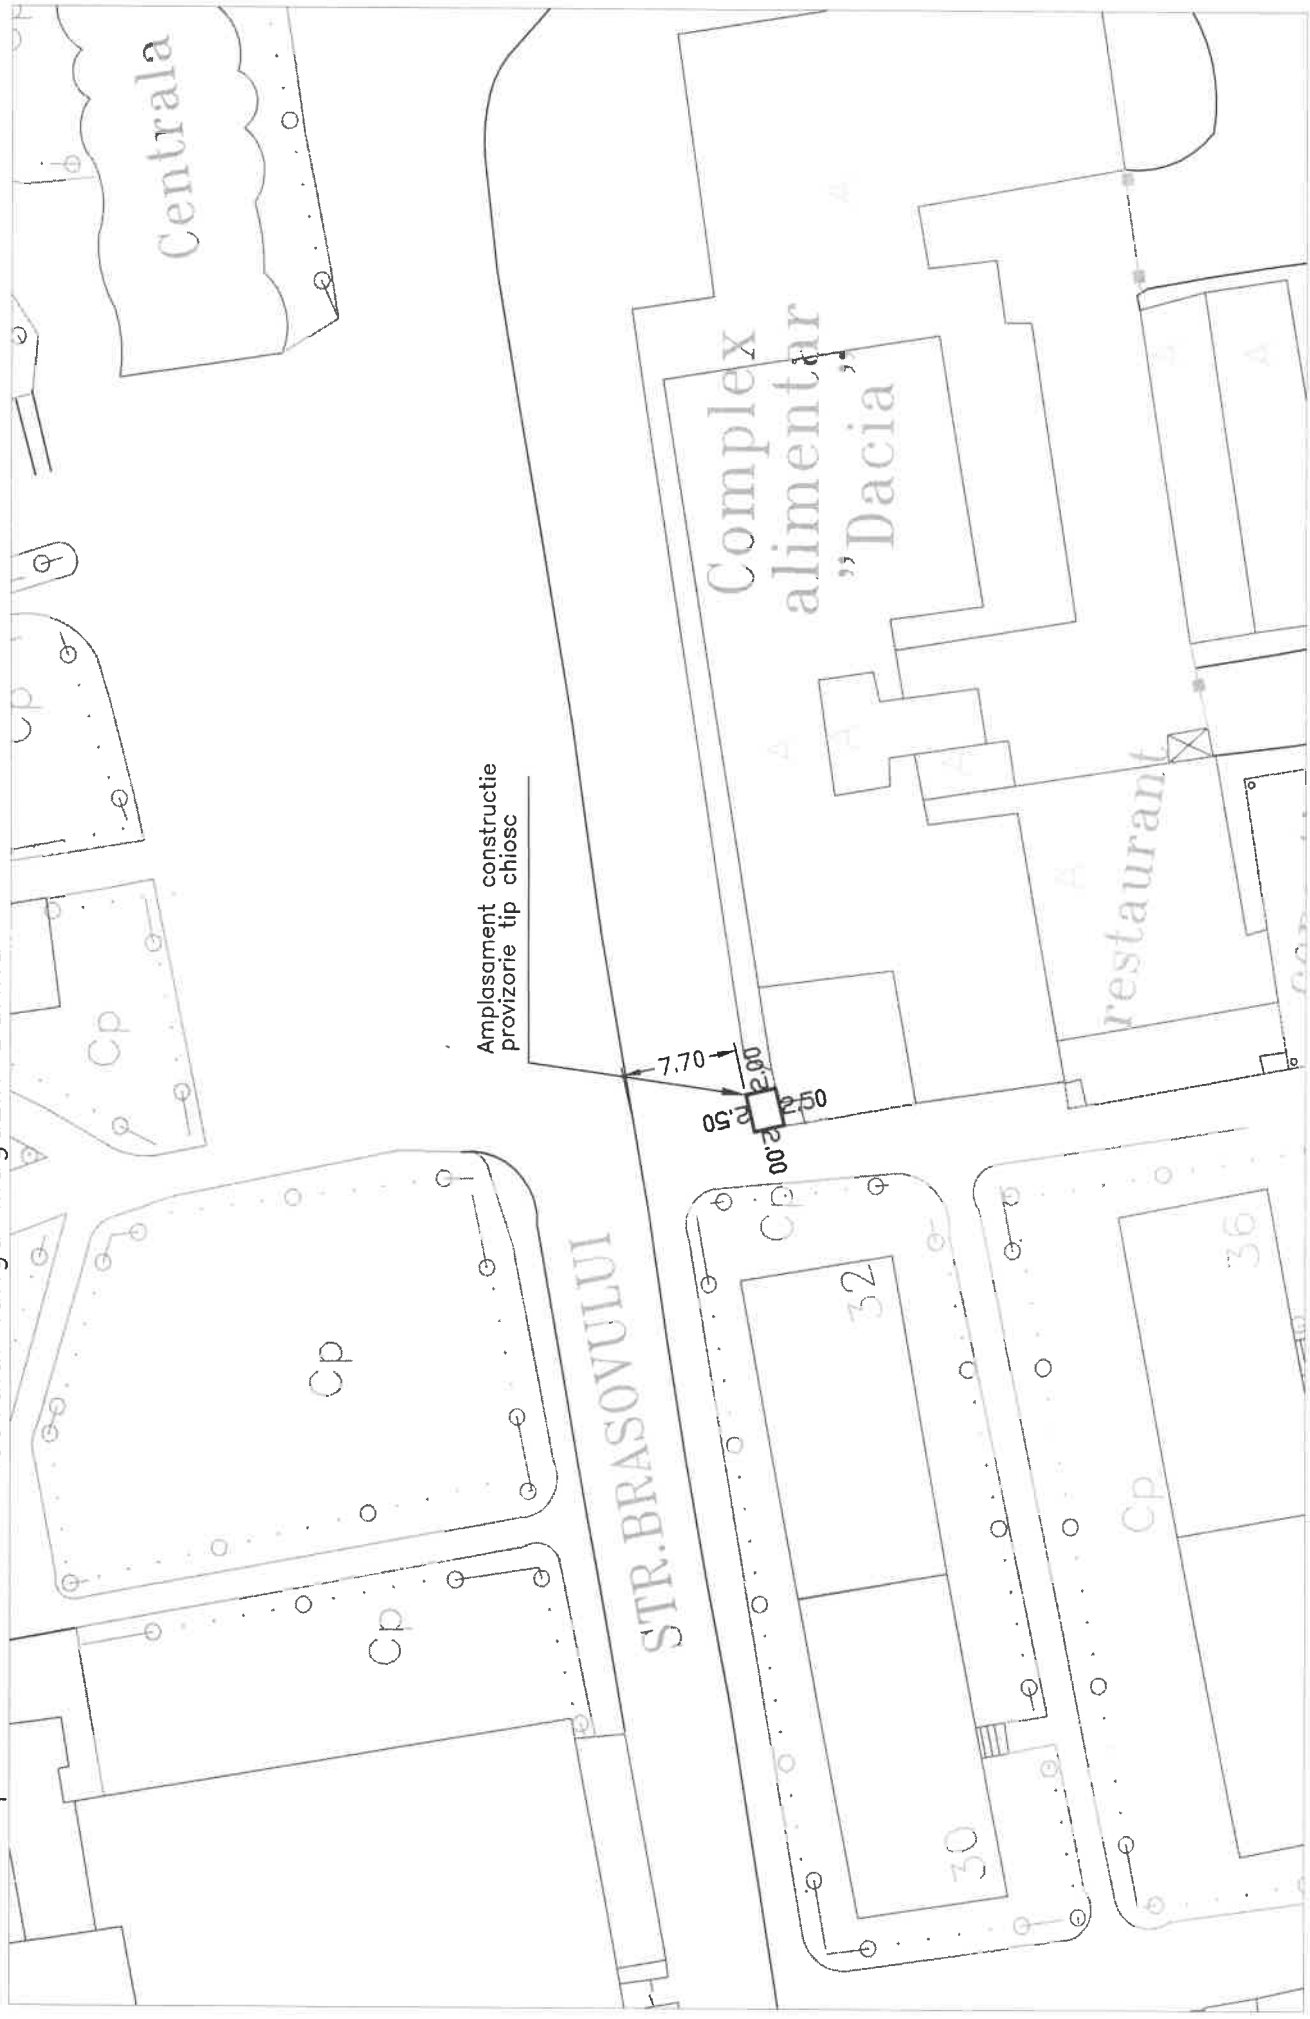 Centrala
Cp
Cp
Cp
Cp
Amplasament constructie
provizorie tip chiosc
7.70
2.00
2.50
2.50
2.00
STR.BRASOVULUI
Complex
alimentar
"Dacia"
A
A
A
A
A
A
A
restaurant
Cp
32
30
36
Cp